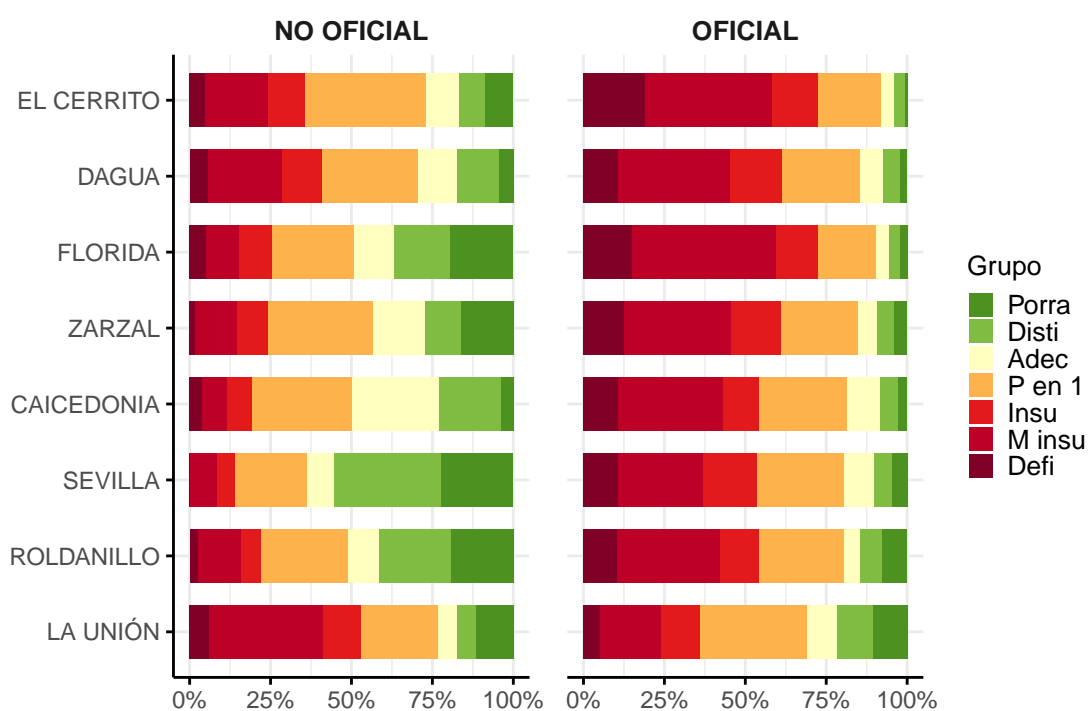 NO OFICIAL
OFICIAL
EL CERRITO
DAGUA
FLORIDA
ZARZAL
CAICEDONIA
SEVILLA
ROLDANILLO
LA UNIÓN
0% 25% 50% 75% 100%
0% 25% 50% 75% 100%
Grupo
Porra
Disti
Adec
P en 1
Insu
M insu
Defi